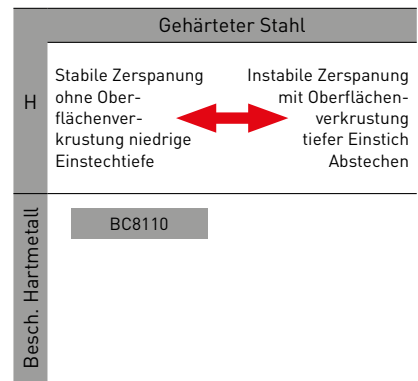 Gehärteter Stahl
H
Stabile Zerspanung
ohne Ober-
flächenver-
krustung niedrige
Einstechtiefe
Instabile Zerspanung
mit Oberflächen-
verkrustung
tiefer Einstich
Abstechen
Besch. Hartmetall
BC8110